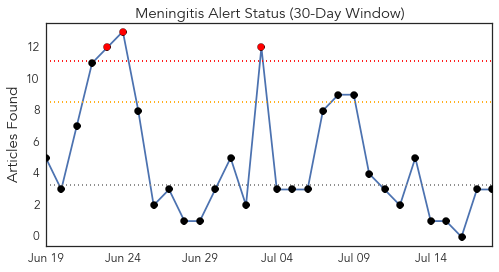 Meningitis Alert Status (30-Day Window)
Articles Found
12
10
8
6
4
2
0
Jun 19 Jun 24 Jun 29 Jul 04 Jul 09 Jul 14